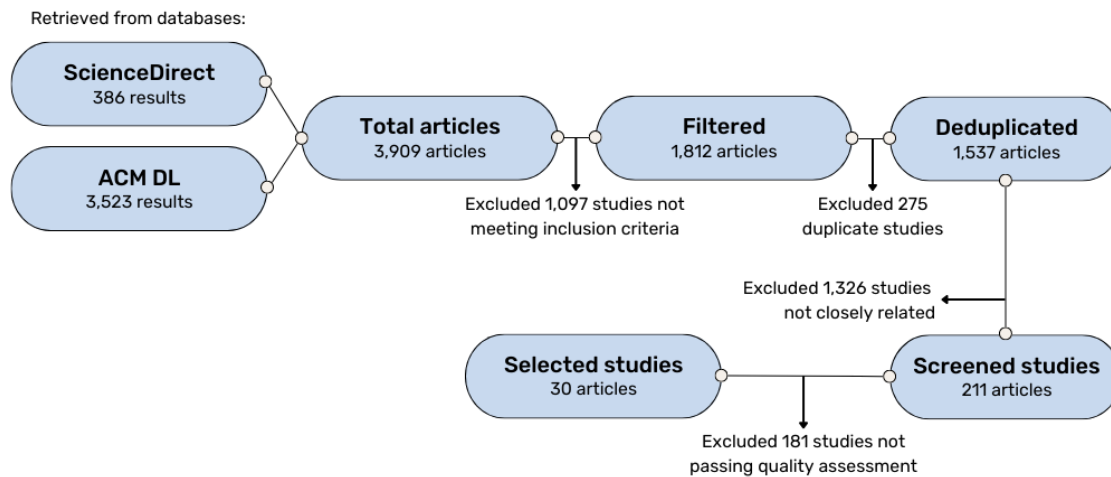 Retrieved from databases:
ScienceDirect
386 results
ACM DL
3,523 results
Total articles
3,909 articles
Excluded 1,097 studies not
meeting inclusion criteria
Filtered
1,812 articles
Excluded 275
duplicate studies
Deduplicated
1,537 articles
Excluded 1,326 studies
not closely related
Screened studies
211 articles
Excluded 181 studies not
passing quality assessment
Selected studies
30 articles